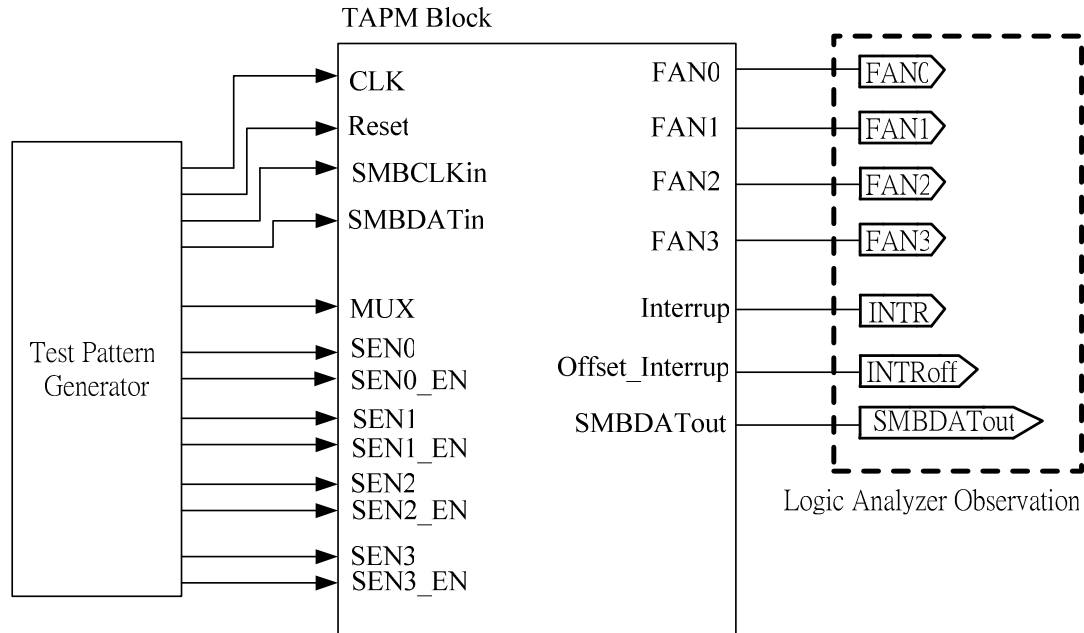 TAPM Block
CLK
Reset
SMBCLKin
SMBDATin
MUX
SEN0
SEN0_EN
SEN1
SEN1_EN
SEN2
SEN2_EN
SEN3
SEN3_EN
Test Pattern
Generator
FAN0
FAN1
FAN2
FAN3
Interrup
Offset_Interrup
SMBDATout
FAN0
FAN1
FAN2
FAN3
INTR
INTRoff
SMBDATout
Logic Analyzer Observation